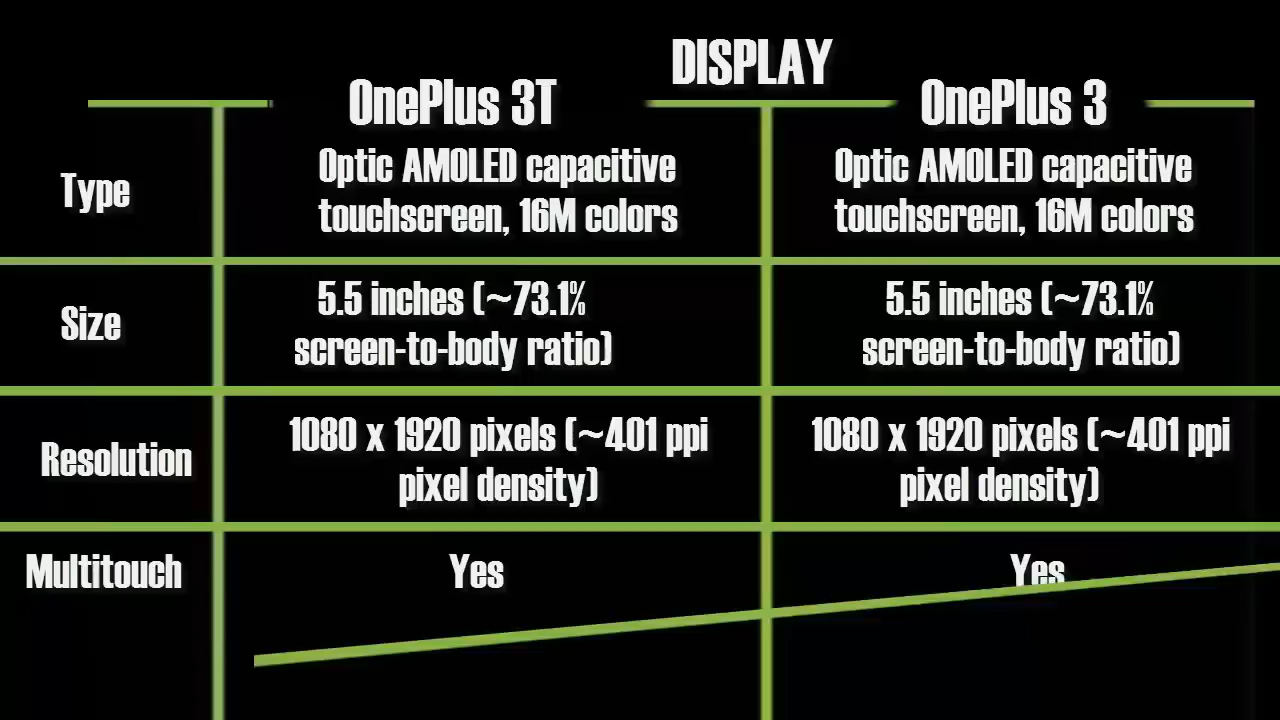 DISPLAY
OnePlus 3T
OnePlus 3
Type
Optic AMOLED capacitive
touchscreen, 16M colors
Optic AMOLED capacitive
touchscreen, 16M colors
Size
5.5 inches (~73.1%
screen-to-body ratio)
5.5 inches (~73.1%
screen-to-body ratio)
Resolution
1080 x 1920 pixels (~401 ppi
pixel density)
1080 x 1920 pixels (~401 ppi
pixel density)
Multitouch
Yes
Yes